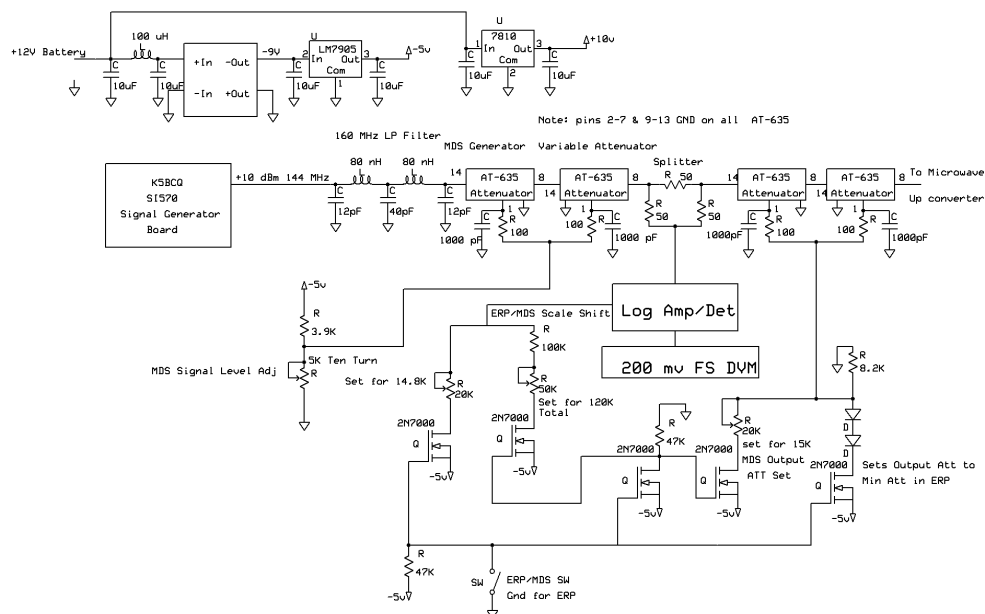 +12V Battery
100 uH
C
10uF
C
10uF
+In -Out
-In +Out
-9V
C
10uF
U
LM7905
2 In Out 3
Com
1
C
10uF
-5v
U
7810
1 In Out 3
Com
2
C
10uF
C
10uF
+10v
Note: pins 2-7 & 9-13 GND on all AT-635
160 MHz LP Filter
MDS Generator Variable Attenuator
K5BCQ
SI570
Signal Generator
Board
+10 dBm 144 MHz
80 nH
80 nH
C
12pF
C
40pF
C
12pF
14
AT-635
Attenuator
8
1
14
AT-635
Attenuator
8
1
Splitter
R
50
R
50
R
50
14
AT-635
Attenuator
8
1
14
AT-635
Attenuator
8
1
To Microwave
Up converter
C
1000 pF
R
100
R
100
C
1000 pF
C
1000pF
R
100
R
100
C
1000pF
-5v
R
3.9K
5K Ten Turn
R
MDS Signal Level Adj
ERP/MDS Scale Shift
Log Amp/Det
200 mv FS DVM
R
100K
Set for 14.8K
R
20K
R
50K
Set for 120K
Total
2N7000
Q
-5v
2N7000
Q
-5v
R
47K
2N7000
Q
-5v
R
20K
set for 15K
MDS Output
ATT Set
2N7000
Q
-5v
R
8.2K
D
D
2N7000
Q
-5v
Sets Output Att to
Min Att in ERP
R
47K
-5v
SW
ERP/MDS SW
Gnd for ERP